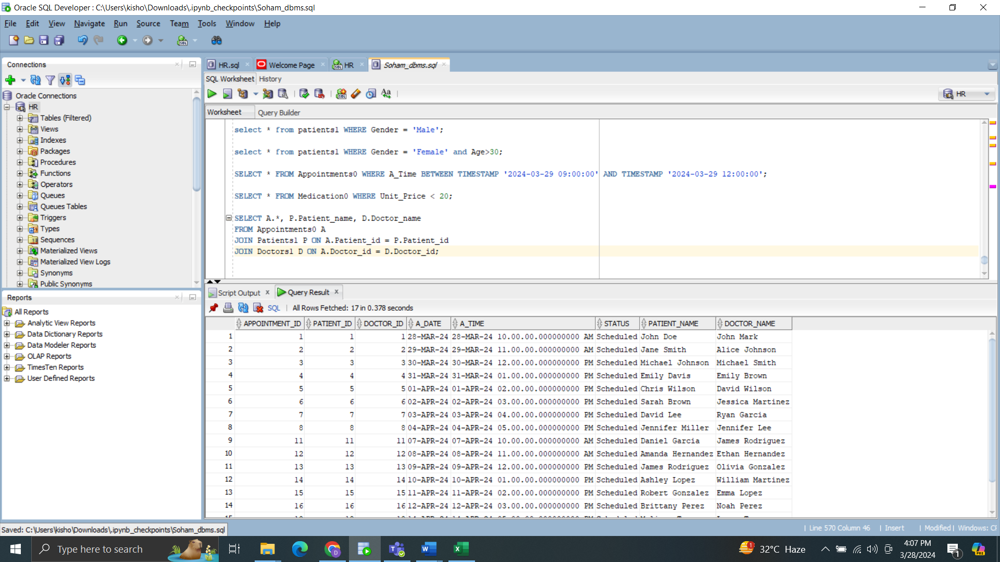 Oracle SQL Developer : C:\Users\kisho\Downloads\.ipynb_checkpoints\Soham_dbms.sql
File Edit View Navigate Run Source Team Tools Window Help
Connections
Oracle Connections
HR
Tables (Filtered)
Views
Indexes
Packages
Procedures
Functions
Operators
Queues
Queues Tables
Triggers
Types
Sequences
Materialized Views
Materialized View Logs
Synonyms
Public Synonyms
Reports
All Reports
Analytic View Reports
Data Dictionary Reports
Data Modeler Reports
OLAP Reports
TimesTen Reports
User Defined Reports
HR.sql Welcome Page HR Soham_dbms.sql
SQL Worksheet History
HR
Worksheet Query Builder
select * from patients1 WHERE Gender = 'Male';
select * from patients1 WHERE Gender = 'Female' and Age>30;
SELECT * FROM Appointments0 WHERE A_Time BETWEEN TIMESTAMP '2024-03-29 09:00:00' AND TIMESTAMP '2024-03-29 12:00:00';
SELECT * FROM Medication0 WHERE Unit_Price < 20;
SELECT A.*, P.Patient_name, D.Doctor_name
FROM Appointments0 A
JOIN Patients1 P ON A.Patient_id = P.Patient_id
JOIN Doctors1 D ON A.Doctor_id = D.Doctor_id;
Script Output Query Result
SQL All Rows Fetched: 17 in 0.378 seconds
APPOINTMENT_ID PATIENT_ID DOCTOR_ID A_DATE A_TIME STATUS PATIENT_NAME DOCTOR_NAME
1 1 1 1 28-MAR-24 28-MAR-24 10.00.00.000000000 AM Scheduled John Doe John Mark
2 2 2 2 29-MAR-24 29-MAR-24 11.00.00.000000000 AM Scheduled Jane Smith Alice Johnson
3 3 3 3 30-MAR-24 30-MAR-24 12.00.00.000000000 PM Scheduled Michael Johnson Michael Smith
4 4 4 4 31-MAR-24 31-MAR-24 01.00.00.000000000 PM Scheduled Emily Davis Emily Brown
5 5 5 5 01-APR-24 01-APR-24 02.00.00.000000000 PM Scheduled Chris Wilson David Wilson
6 6 6 6 02-APR-24 02-APR-24 03.00.00.000000000 PM Scheduled Sarah Brown Jessica Martinez
7 7 7 7 03-APR-24 03-APR-24 04.00.00.000000000 PM Scheduled David Lee Ryan Garcia
8 8 8 8 04-APR-24 04-APR-24 05.00.00.000000000 PM Scheduled Jennifer Miller Jennifer Lee
9 11 11 11 07-APR-24 07-APR-24 10.00.00.000000000 AM Scheduled Daniel Garcia James Rodriguez
10 12 12 12 08-APR-24 08-APR-24 11.00.00.000000000 AM Scheduled Amanda Hernandez Ethan Hernandez
11 13 13 13 09-APR-24 09-APR-24 12.00.00.000000000 PM Scheduled James Rodriguez Olivia Gonzalez
12 14 14 14 10-APR-24 10-APR-24 01.00.00.000000000 PM Scheduled Ashley Lopez William Martinez
13 15 15 15 11-APR-24 11-APR-24 02.00.00.000000000 PM Scheduled Robert Gonzalez Emma Lopez
14 16 16 16 12-APR-24 12-APR-24 03.00.00.000000000 PM Scheduled Brittany Perez Noah Perez
Saved: C:\Users\kisho\Downloads\.ipynb_checkpoints\Soham_dbms.sql
Line 570 Column 46 Insert Modified Windows:
Type here to search
32°C Haze
4:07 PM
3/28/2024